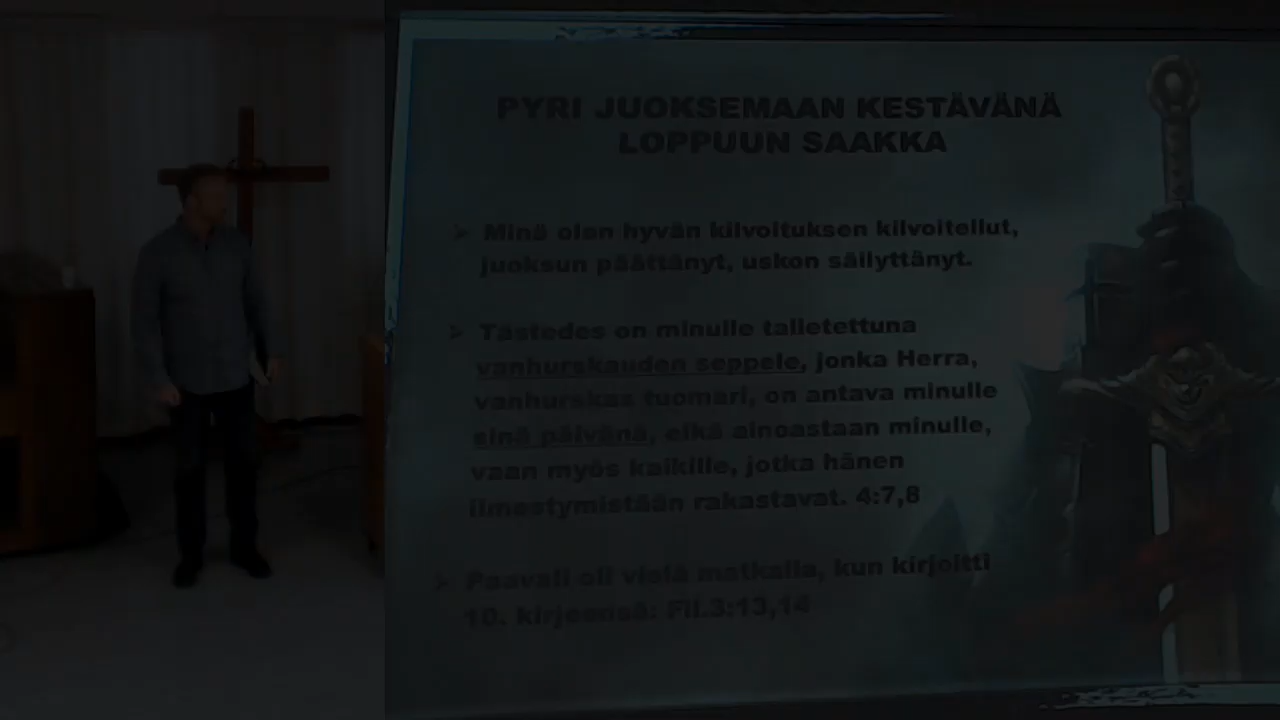 PYRI JUOKSEMAAN KESTÄVÄNÄ
LOPPUUN SAAKKA
Minä olen hyvän kilvoituksen kilvoitellut,
juoksun päättänyt, uskon säilyttänyt.
Tästedes on minulle talletettuna
vanhurskauden seppele, jonka Herra,
vanhurskas tuomari, on antava minulle
sinä päivänä, eikä ainoastaan minulle,
vaan myös kaikille, jotka hänen
ilmestymistään rakastavat. 4:7,8
Paavali oli vielä matkalla, kun kirjoitti
10. kirjeensä: Fil.3:13,14